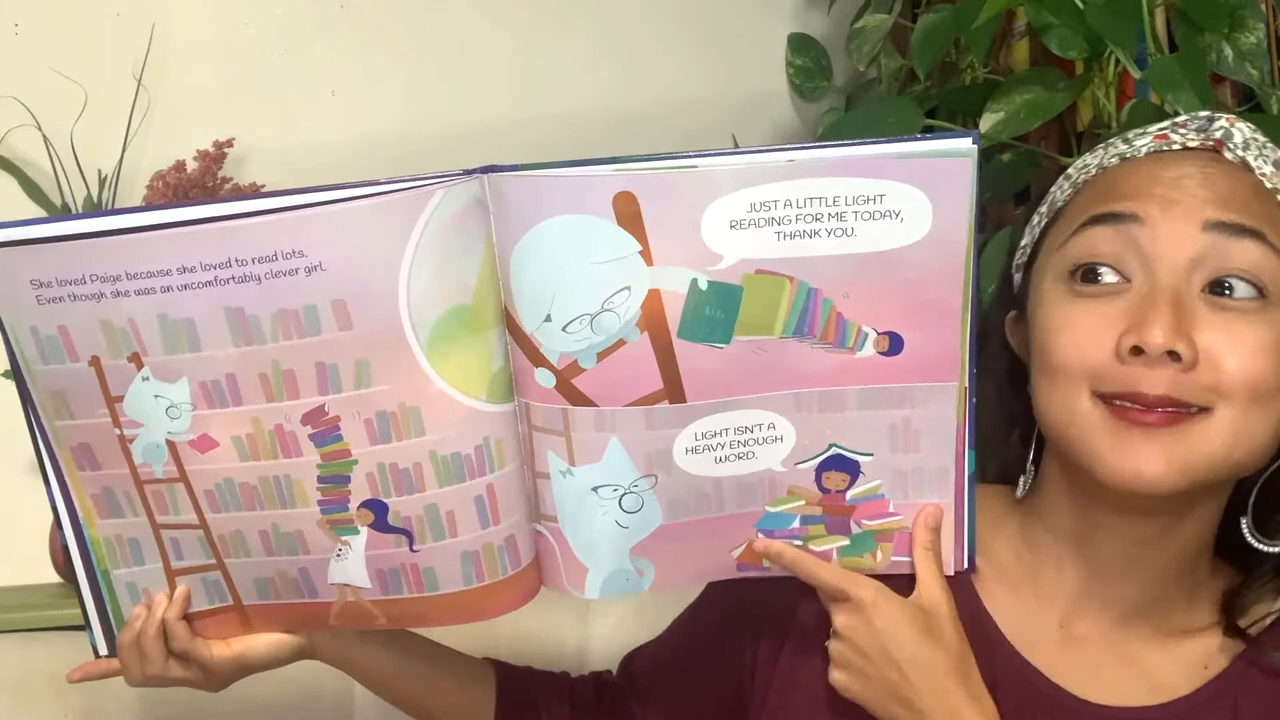 She loved Paige because she loved to read lots.
Even though she was an uncomfortably clever girl.
JUST A LITTLE LIGHT
READING FOR ME TODAY,
THANK YOU.
LIGHT ISN'T A
HEAVY ENOUGH
WORD.